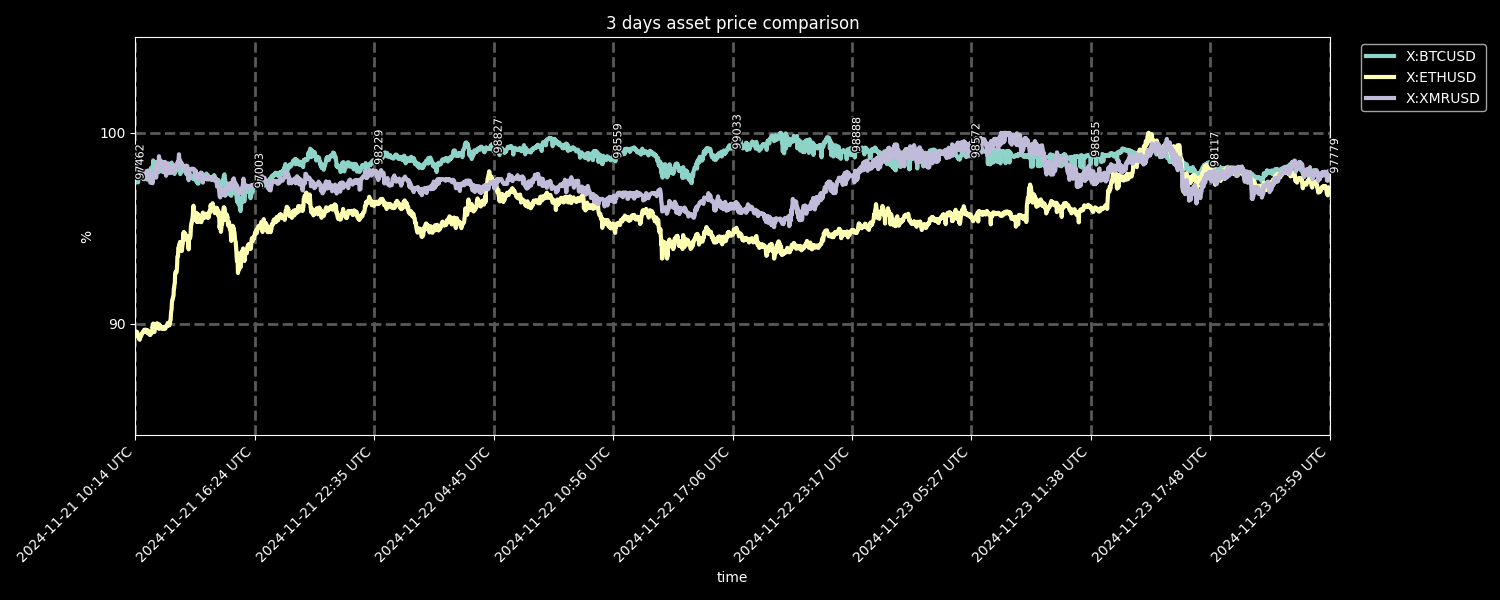 3 days asset price comparison
X:BTCUSD
X:ETHUSD
X:XMRUSD
100
90
%
97462
97003
98229
98827
98559
99033
98888
98572
98655
98117
97779
2024-11-21 10:14 UTC
2024-11-21 16:24 UTC
2024-11-21 22:35 UTC
2024-11-22 04:45 UTC
2024-11-22 10:56 UTC
2024-11-22 17:06 UTC
2024-11-22 23:17 UTC
2024-11-23 05:27 UTC
2024-11-23 11:38 UTC
2024-11-23 17:48 UTC
2024-11-23 23:59 UTC
time